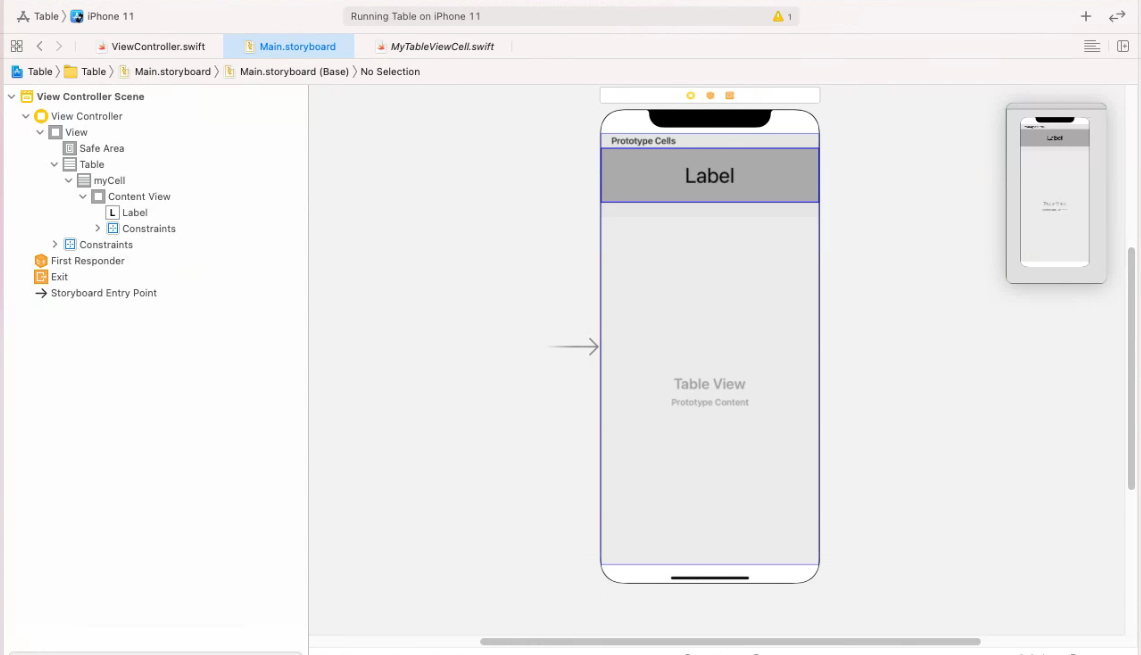 Table
iPhone 11
Running Table on iPhone 11
1
ViewController.swift
Main.storyboard
MyTableViewCell.swift
Table
Table
Main.storyboard
Main.storyboard (Base)
No Selection
View Controller Scene
View Controller
View
Safe Area
Table
myCell
Content View
L Label
Constraints
Constraints
First Responder
Exit
Storyboard Entry Point
Prototype Cells
Label
Table View
Prototype Content
Label